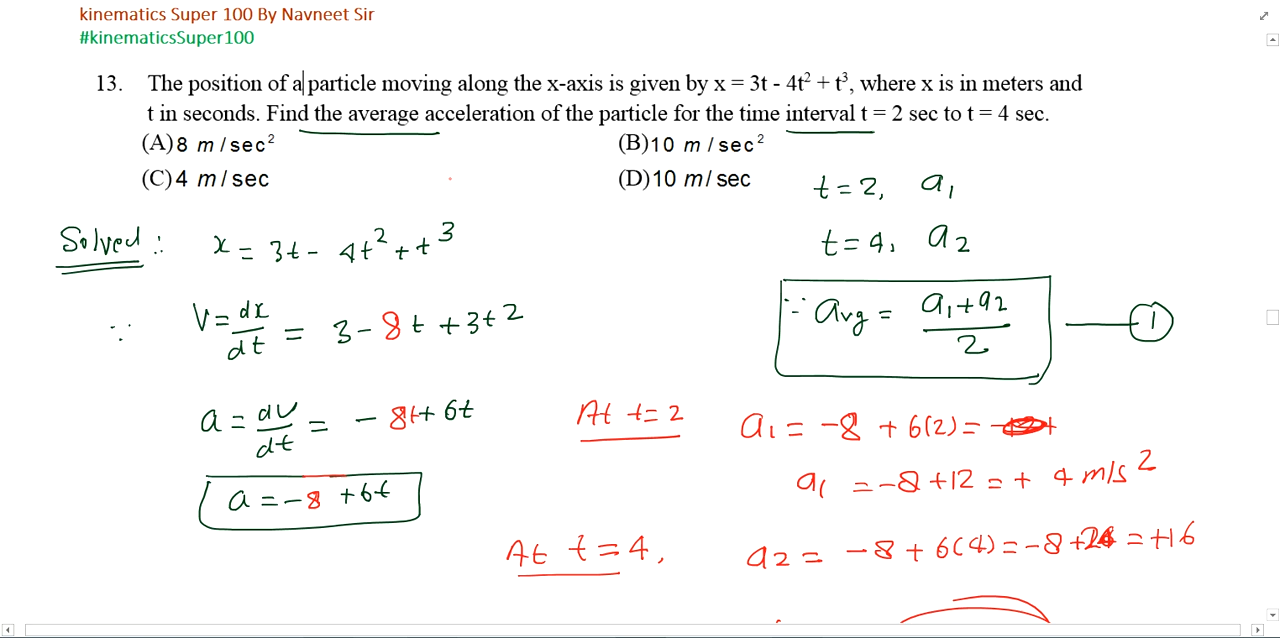 kinematics Super 100 By Navneet Sir
#kinematicsSuper100
13. The position of a particle moving along the x-axis is given by x = 3t - 4t² + t³, where x is in meters and
t in seconds. Find the average acceleration of the particle for the time interval t = 2 sec to t = 4 sec.
(A) 8 m/sec² (B) 10 m/sec²
(C) 4 m/sec (D) 10 m/sec
t = 2, a₁
t = 4, a₂
Solved : x = 3t - 4t² + t³
∵ v = dx/dt = 3 - 8t + 3t²
∵ avg = (a₁ + a₂)/2 — ①
a = dv/dt = - 8t + 6t
a = -8 + 6t
At t = 2 a₁ = -8 + 6(2) =
a₁ = -8 + 12 = + 4 m/s²
At t = 4, a₂ = -8 + 6(4) = -8 + 24 = +16